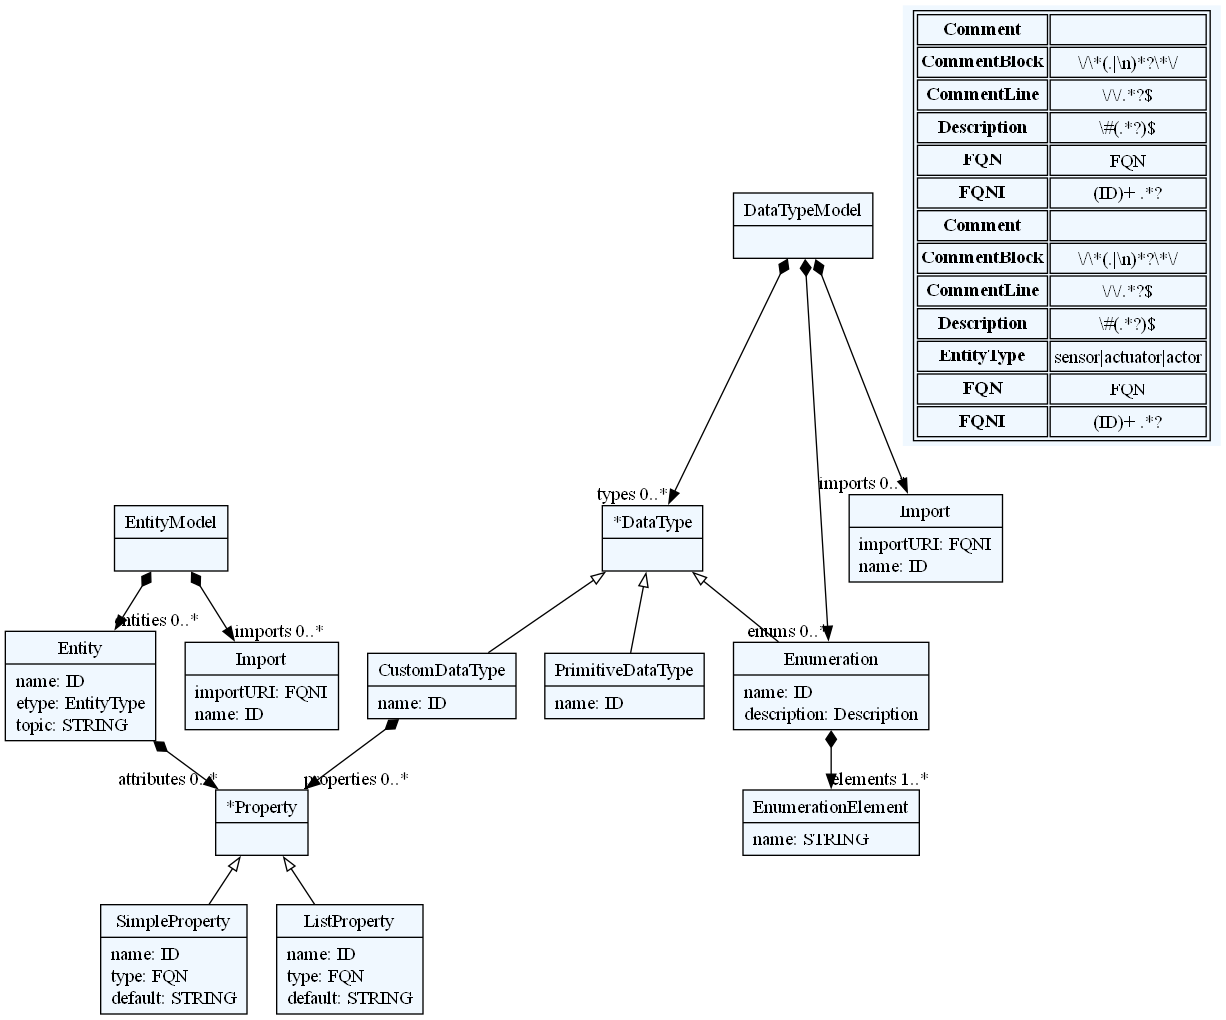 Comment
CommentBlock \/\*(.|\n)*?\*\/
CommentLine \/\/.*?$
Description \#(.*?)$
FQN FQN
FQNI (ID)+ .*?
Comment
CommentBlock \/\*(.|\n)*?\*\/
CommentLine \/\/.*?$
Description \#(.*?)$
EntityType sensor|actuator|actor
FQN FQN
FQNI (ID)+ .*?
DataTypeModel
types 0..*
imports 0..*
EntityModel
*DataType
Import
importURI: FQNI
name: ID
entities 0..*
imports 0..*
enums 0..*
Entity
name: ID
etype: EntityType
topic: STRING
Import
importURI: FQNI
name: ID
CustomDataType
name: ID
PrimitiveDataType
name: ID
Enumeration
name: ID
description: Description
attributes 0..*
properties 0..*
elements 1..*
*Property
EnumerationElement
name: STRING
SimpleProperty
name: ID
type: FQN
default: STRING
ListProperty
name: ID
type: FQN
default: STRING